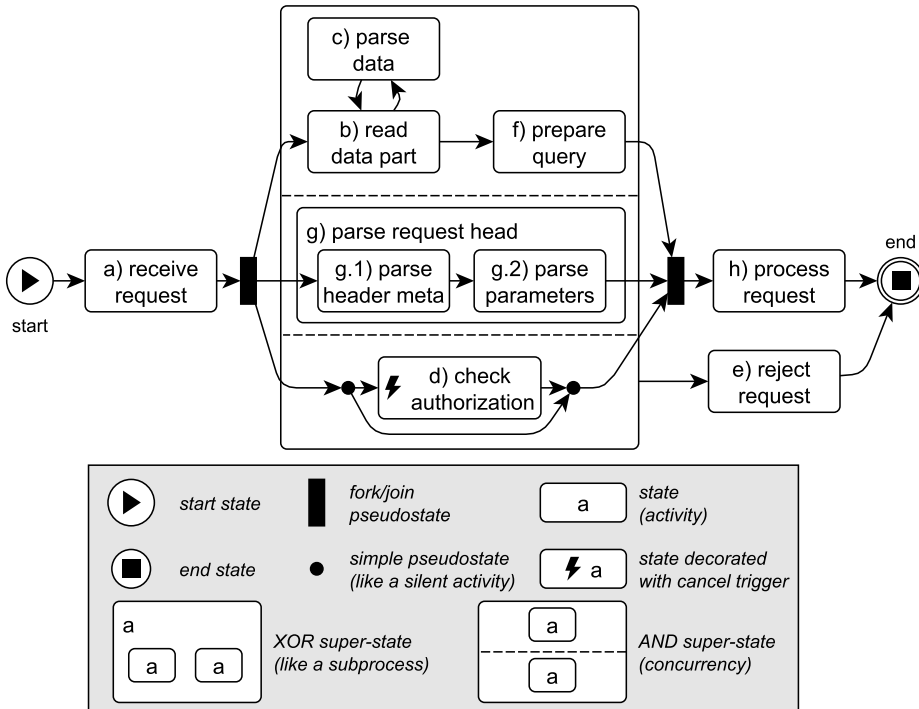 c) parse
data
b) read
data part
f) prepare
query
g) parse request head
g.1) parse
header meta
g.2) parse
parameters
a) receive
request
start
h) process
request
end
d) check
authorization
e) reject
request
start state
fork/join
pseudostate
a
state
(activity)
end state
simple pseudostate
(like a silent activity)
a
state decorated
with cancel trigger
a
a
a
XOR super-state
(like a subprocess)
a
a
AND super-state
(concurrency)